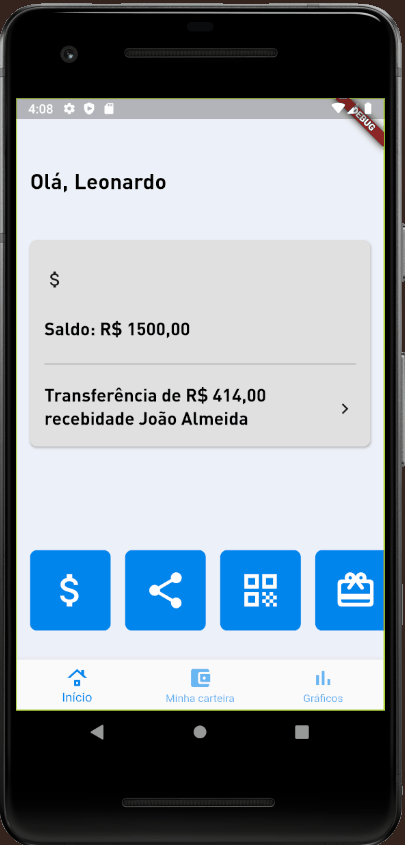 4:08
DEBUG
Olá, Leonardo
$
Saldo: R$ 1500,00
Transferência de R$ 414,00
recebidade João Almeida
$
Início
Minha carteira
Gráficos